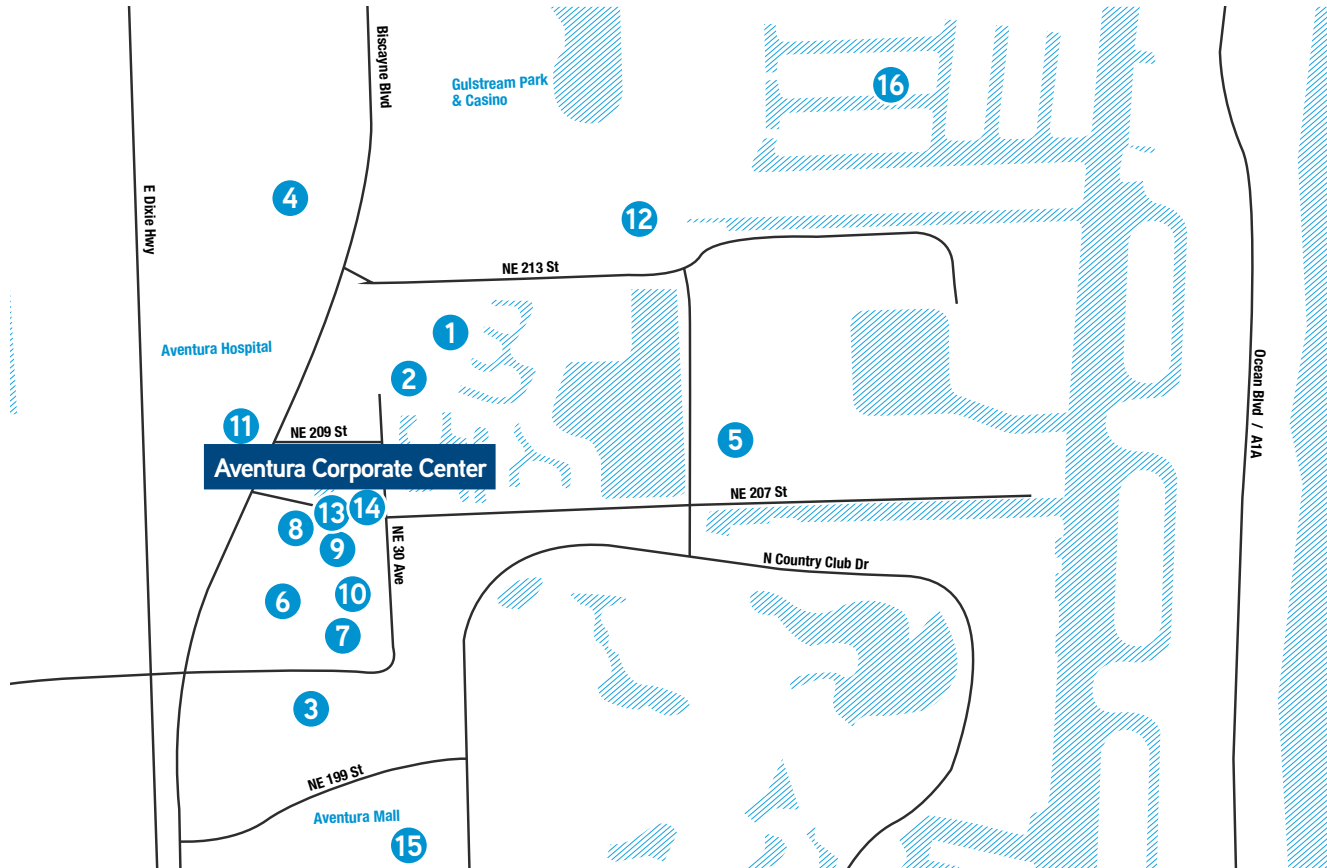 Biscayne Blvd
Gulstream Park
& Casino
16
E Dixie Hwy
4
12
NE 213 St
1
Aventura Hospital
2
Ocean Blvd / A1A
11
NE 209 St
5
Aventura Corporate Center
NE 207 St
14
13
8
9
NE 30 Ave
N Country Club Dr
10
6
7
3
NE 199 St
Aventura Mall
15